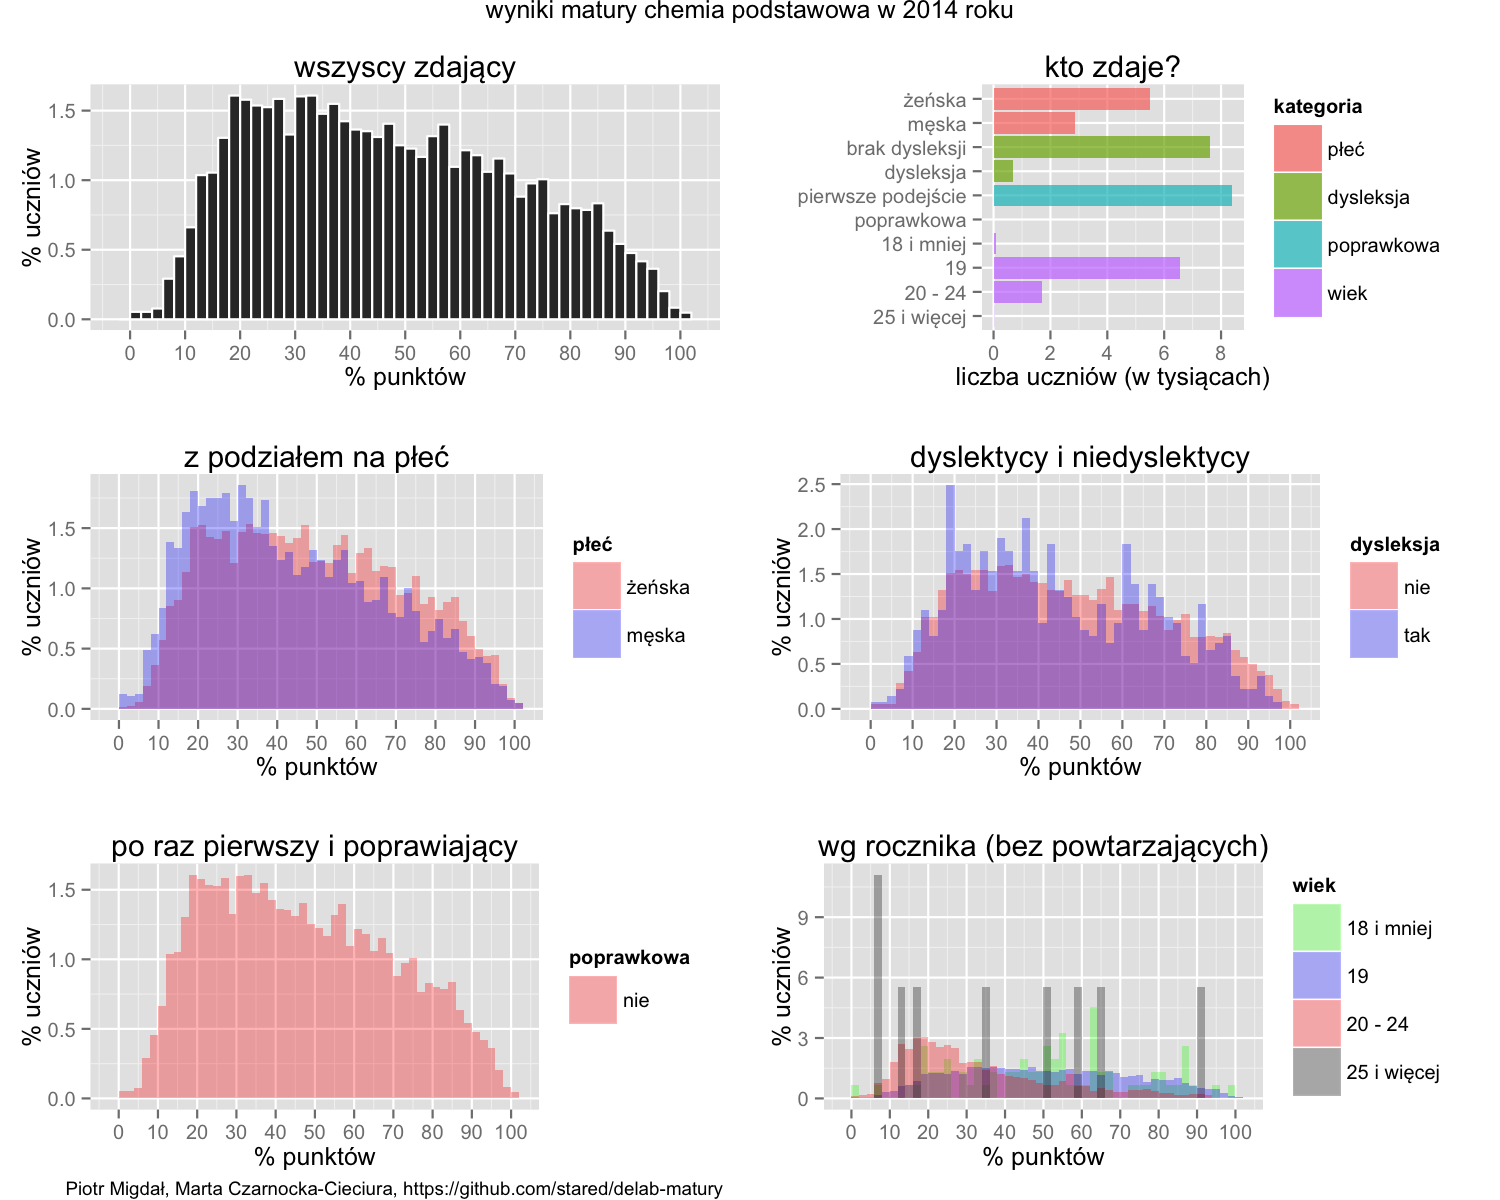 wyniki matury chemia podstawowa w 2014 roku
wszyscy zdający
% uczniów
1.5
1.0
0.5
0.0
0 10 20 30 40 50 60 70 80 90 100
% punktów
kto zdaje?
żeńska
męska
brak dysleksji
dysleksja
pierwsze podejście
poprawkowa
18 i mniej
19
20 - 24
25 i więcej
0 2 4 6 8
liczba uczniów (w tysiącach)
kategoria
płeć
dysleksja
poprawkowa
wiek
z podziałem na płeć
% uczniów
1.5
1.0
0.5
0.0
0 10 20 30 40 50 60 70 80 90 100
% punktów
płeć
żeńska
męska
dyslektycy i niedyslektycy
% uczniów
2.5
2.0
1.5
1.0
0.5
0.0
0 10 20 30 40 50 60 70 80 90 100
% punktów
dysleksja
nie
tak
po raz pierwszy i poprawiający
% uczniów
1.5
1.0
0.5
0.0
0 10 20 30 40 50 60 70 80 90 100
% punktów
poprawkowa
nie
wg rocznika (bez powtarzających)
% uczniów
9
6
3
0
0 10 20 30 40 50 60 70 80 90 100
% punktów
wiek
18 i mniej
19
20 - 24
25 i więcej
Piotr Migdał, Marta Czarnocka-Cieciura, https://github.com/stared/delab-matury